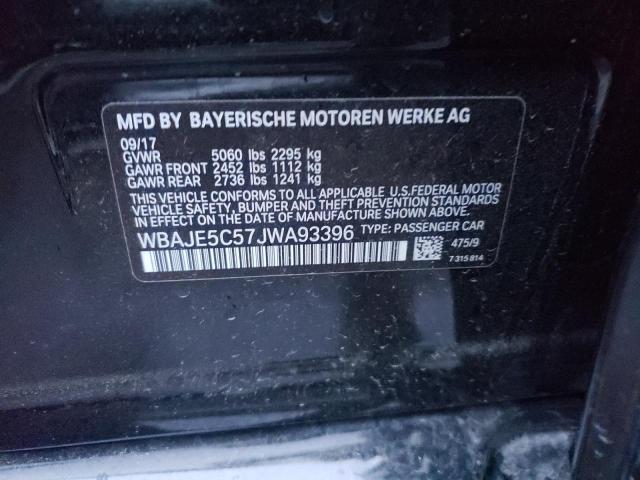 MFD BY BAYERISCHE MOTOREN WERKE AG
09/17
GVWR 5060 lbs 2295 kg
GAWR FRONT 2452 lbs 1112 kg
GAWR REAR 2736 lbs 1241 kg
THIS VEHICLE CONFORMS TO ALL APPLICABLE U.S. FEDERAL MOTOR
VEHICLE SAFETY, BUMPER AND THEFT PREVENTION STANDARDS
IN EFFECT ON THE DATE OF MANUFACTURE SHOWN ABOVE.
WBAJE5C57JWA93396 TYPE: PASSENGER CAR
475/9
7 315 814